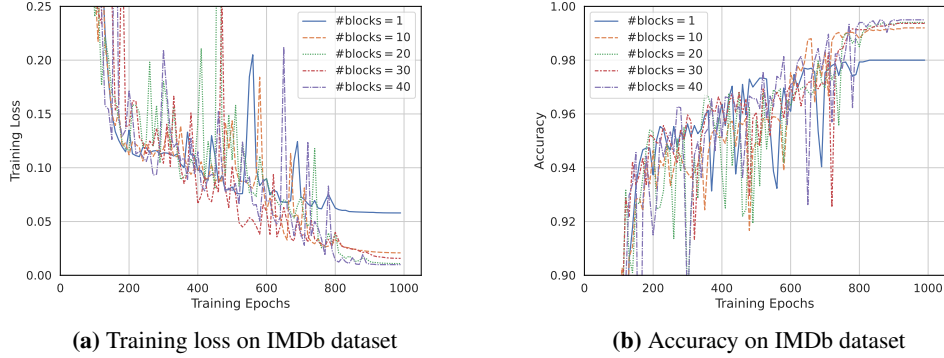 0.25
0.20
0.15
0.10
0.05
0.00
Training Loss
0
200
400
600
800
1000
Training Epochs
#blocks = 1
#blocks = 10
#blocks = 20
#blocks = 30
#blocks = 40
(a) Training loss on IMDb dataset
1.00
0.98
0.96
0.94
0.92
0.90
Accuracy
0
200
400
600
800
1000
Training Epochs
#blocks = 1
#blocks = 10
#blocks = 20
#blocks = 30
#blocks = 40
(b) Accuracy on IMDb dataset